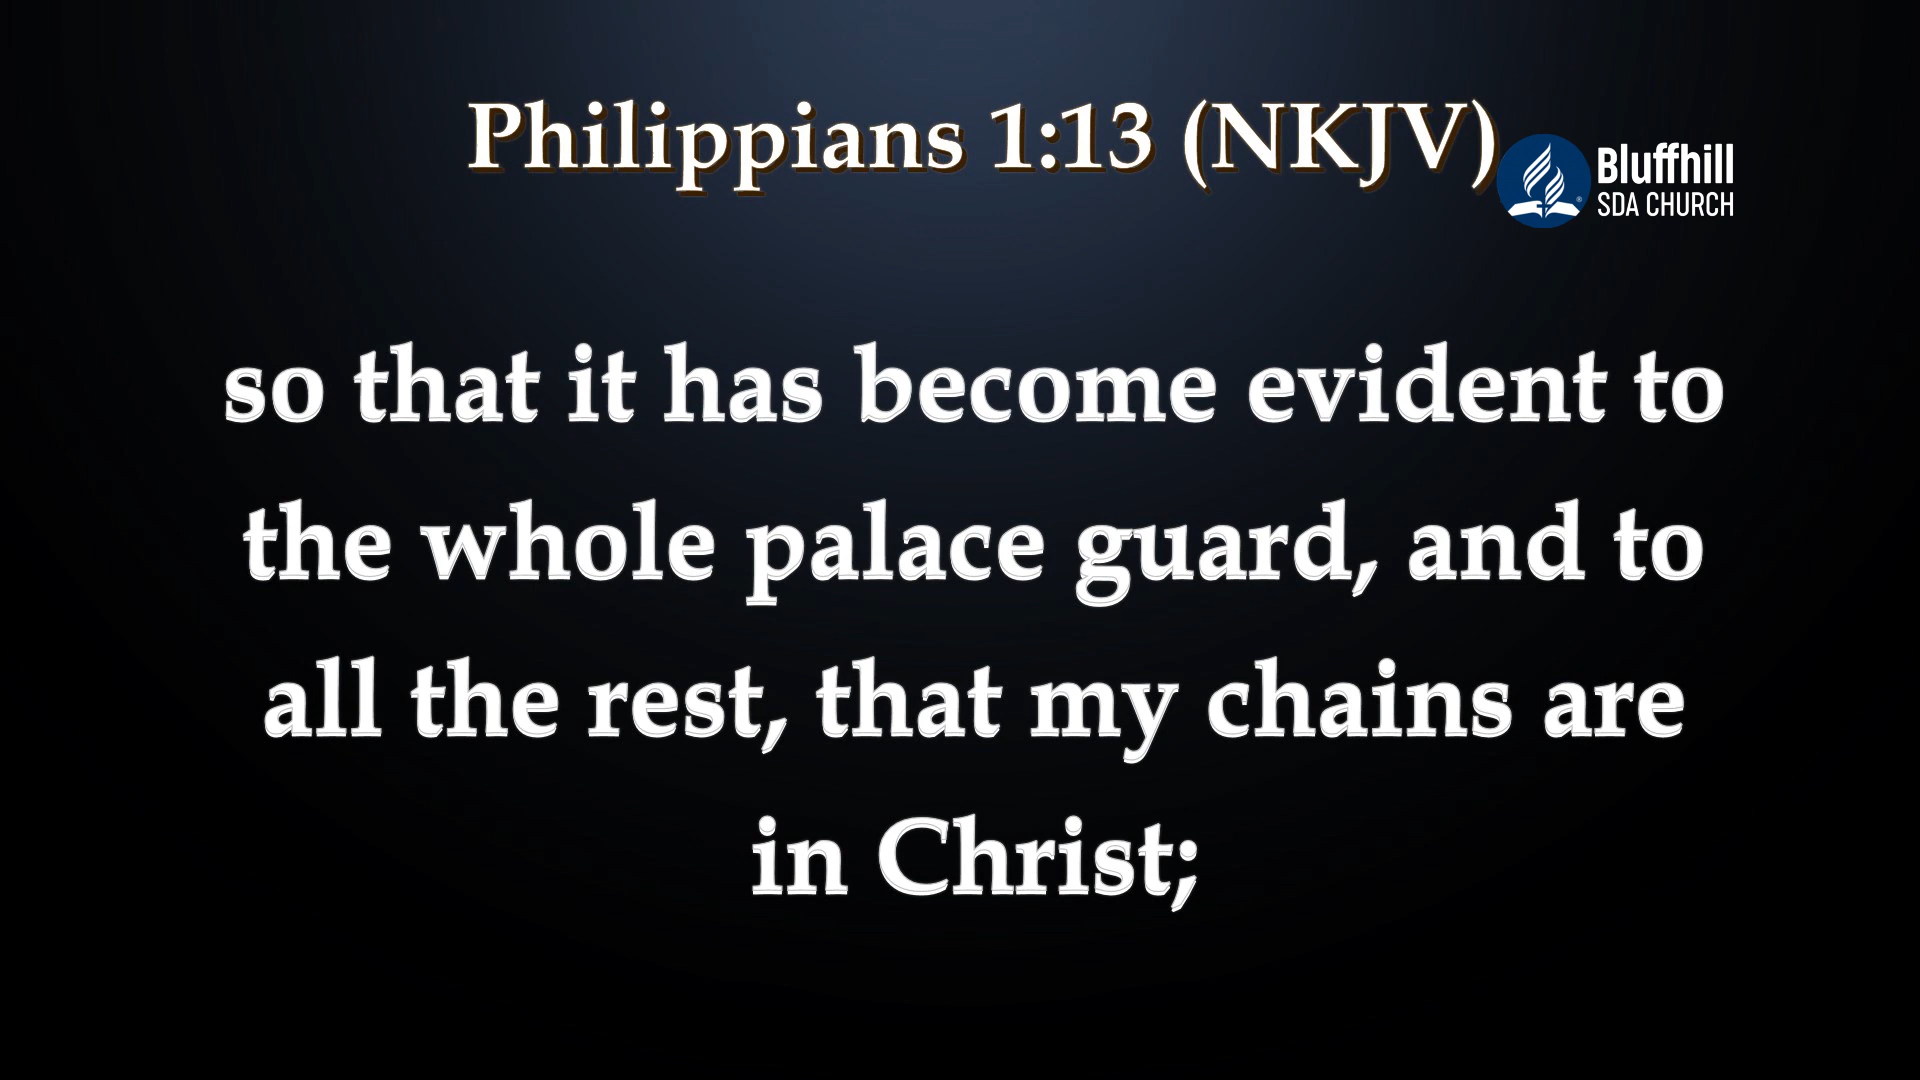 Philippians 1:13 (NKJV)
Bluffhill
SDA CHURCH
so that it has become evident to
the whole palace guard, and to
all the rest, that my chains are
in Christ;